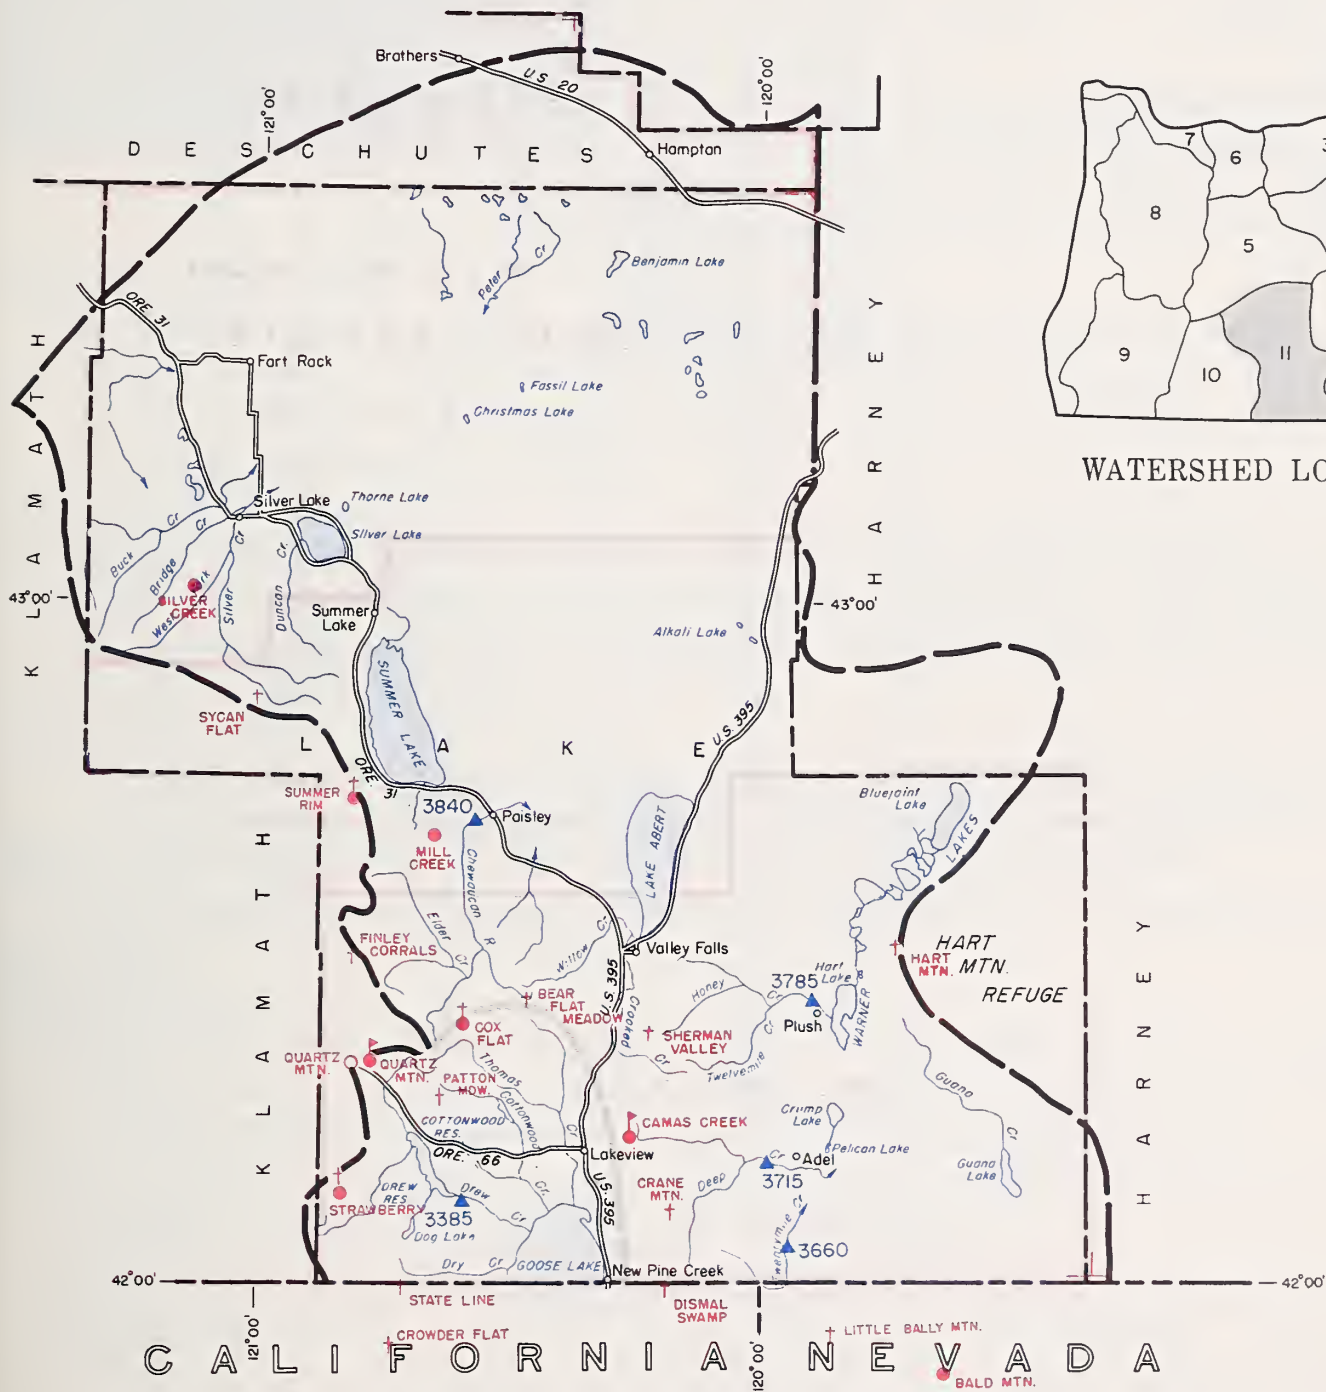 Brothers
U.S. 20
120°00'
121°00'
DESCHUTES
Hampton
7
6
8
5
9
10
11
WATERSHED LO
Benjamin Lake
Peter Cr
HARNEY
ORE 31
Fort Rack
Fossil Lake
Christmas Lake
KLAMATH
Silver Lake
Thorne Lake
Silver Lake
Buck Cr
Bridge Cr
West Fork
Silver Cr
Duncan Cr.
SILVER
CREEK
43°00'
43°00'
Summer
Lake
Alkali Lake
SUMMER LAKE
SYCAN
FLAT
U.S. 395
LAKE
ORE. 31
SUMMER
RIM
3840
Paisley
Bluejoint
Lake
MILL
CREEK
LAKE ABERT
WARNER LAKES
KLAMATH
Chewaucan R
Elder Cr
Willow Cr.
FINLEY
CORRALS
Valley Falls
HART
MTN.
HART
MTN.
REFUGE
HARNEY
U.S. 395
Crooked Cr
Honey Cr
Hart
Lake
3785
Plush
BEAR
FLAT
MEADOW
COX
FLAT
SHERMAN
VALLEY
Twelvemile Cr
QUARTZ
MTN.
QUARTZ
MTN.
Thomas Cr
PATTON
MDW.
Cottonwood Cr.
COTTONWOOD
RES.
ORE. 66
Lakeview
CAMAS CREEK
Crump
Lake
Pelican Lake
Adel
3715
Deep Cr
Guano Cr
Guana
Lake
CRANE
MTN.
DREW
RES.
STRAWBERRY
Drew Cr
3385
Dog Lake
U.S. 395
Twentymile Cr
3660
Dry Cr
GOOSE LAKE
New Pine Creek
42°00'
42°00'
STATE LINE
DISMAL
SWAMP
121°00'
120°00'
CROWDER FLAT
LITTLE BALLY MTN.
CALIFORNIA NEVADA
BALD MTN.